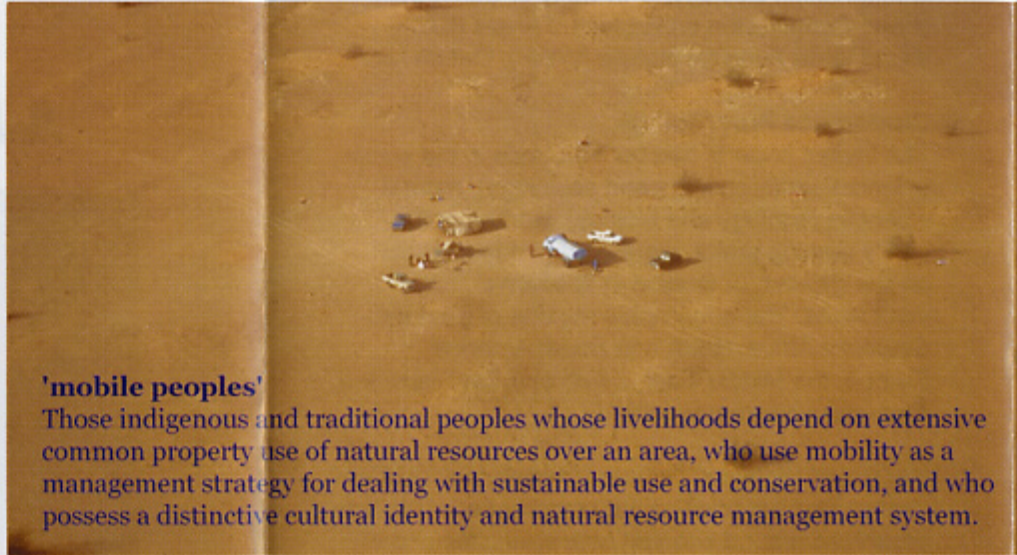 'mobile peoples'
Those indigenous and traditional peoples whose livelihoods depend on extensive
common property use of natural resources over an area, who use mobility as a
management strategy for dealing with sustainable use and conservation, and who
possess a distinctive cultural identity and natural resource management system.